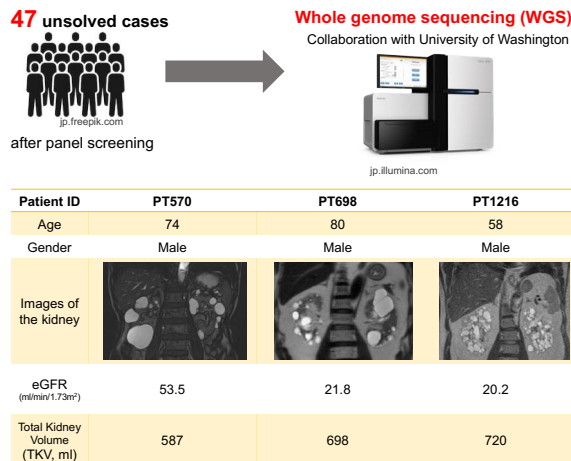 47 unsolved cases
jp.freepik.com
after panel screening
Whole genome sequencing (WGS)
Collaboration with University of Washington
jp.illumina.com
Patient ID PT570 PT698 PT1216
Age 74 80 58
Gender Male Male Male
Images of
the kidney
eGFR
(ml/min/1.73m²)
53.5 21.8 20.2
Total Kidney
Volume
(TKV, ml)
587 698 720